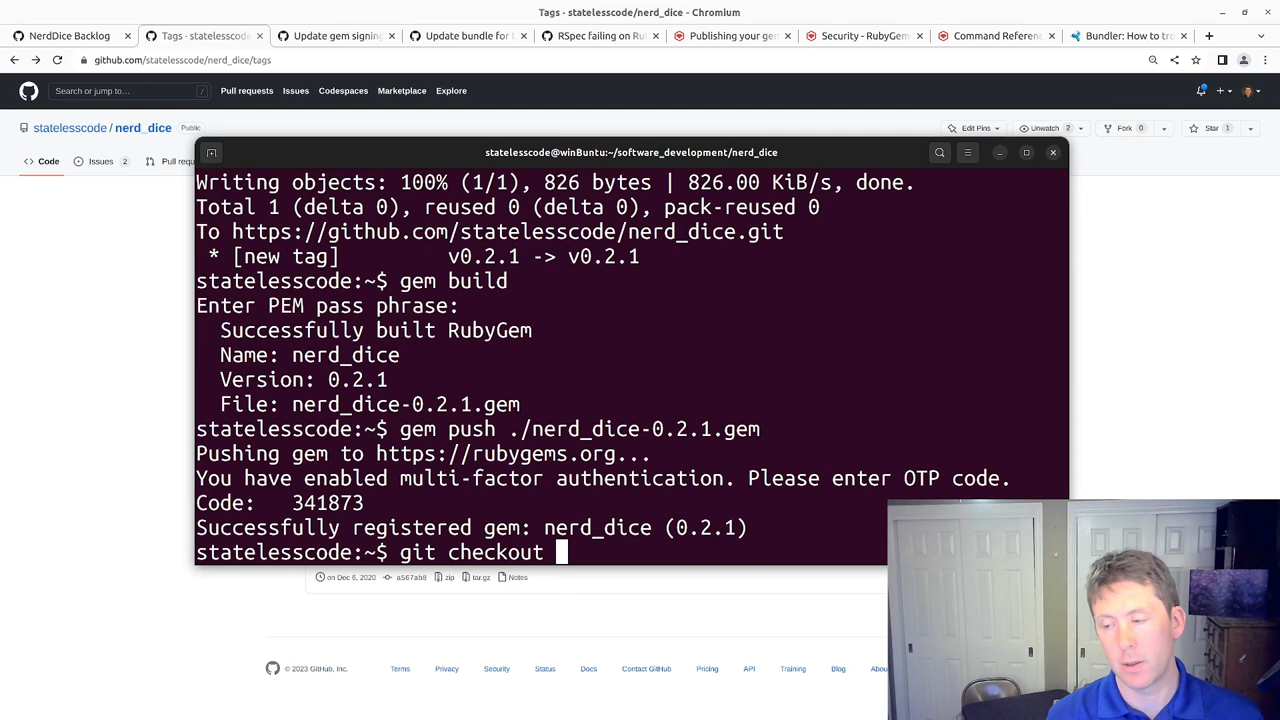 Tags · statelesscode/nerd_dice - Chromium
NerdDice Backlog
Tags · statelesscode
Update gem signing
Update bundle for
RSpec failing on Ru
Publishing your ge
Security - RubyGem
Command Referenc
Bundler: How to tro
github.com/statelesscode/nerd_dice/tags
Search or jump to…
/
Pull requests
Issues
Codespaces
Marketplace
Explore
statelesscode / nerd_dice
Public
Edit Pins
Unwatch 2
Fork 0
Star 1
Code
Issues 2
Pull requ
statelesscode@winBuntu:~/software_development/nerd_dice
Writing objects: 100% (1/1), 826 bytes | 826.00 KiB/s, done.
Total 1 (delta 0), reused 0 (delta 0), pack-reused 0
To https://github.com/statelesscode/nerd_dice.git
* [new tag] v0.2.1 -> v0.2.1
statelesscode:~$ gem build
Enter PEM pass phrase:
Successfully built RubyGem
Name: nerd_dice
Version: 0.2.1
File: nerd_dice-0.2.1.gem
statelesscode:~$ gem push ./nerd_dice-0.2.1.gem
Pushing gem to https://rubygems.org...
You have enabled multi-factor authentication. Please enter OTP code.
Code: 341873
Successfully registered gem: nerd_dice (0.2.1)
statelesscode:~$ git checkout
on Dec 6, 2020
a567ab8
zip
tar.gz
Notes
© 2023 GitHub, Inc.
Terms
Privacy
Security
Status
Docs
Contact GitHub
Pricing
API
Training
Blog
Abou